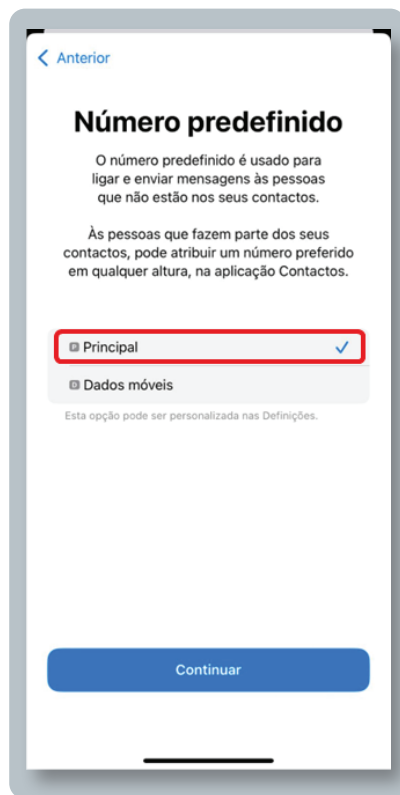 Anterior
Número predefinido
O número predefinido é usado para
ligar e enviar mensagens às pessoas
que não estão nos seus contactos.
Às pessoas que fazem parte dos seus
contactos, pode atribuir um número preferido
em qualquer altura, na aplicação Contactos.
P Principal
D Dados móveis
Esta opção pode ser personalizada nas Definições.
Continuar